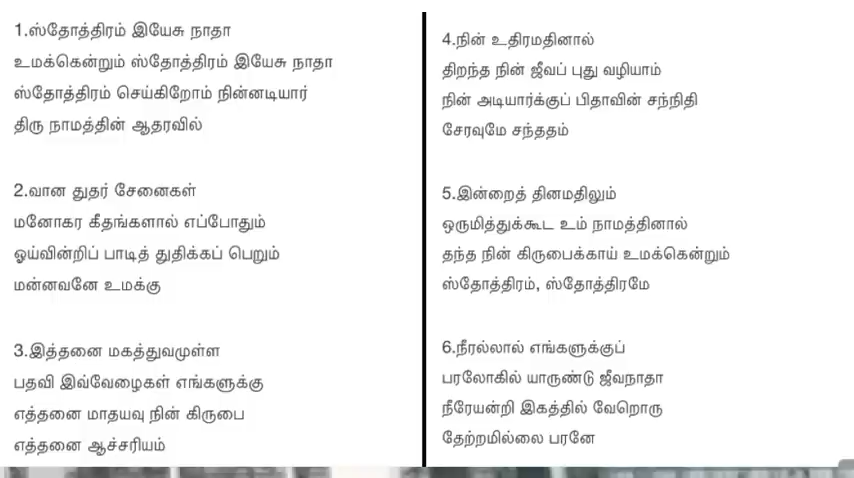 1.ஸ்தோத்திரம் இயேசு நாதா
உமக்கென்றும் ஸ்தோத்திரம் இயேசு நாதா
ஸ்தோத்திரம் செய்கிறோம் நின்னடியார்
திரு நாமத்தின் ஆதரவில்
2.வான துதர் சேனைகள்
மனோகர கீதங்களால் எப்போதும்
ஓய்வின்றிப் பாடித் துதிக்கப் பெறும்
மன்னவனே உமக்கு
3.இத்தனை மகத்துவமுள்ள
பதவி இவ்வேழைகள் எங்களுக்கு
எத்தனை மாதயவு நின் கிருபை
எத்தனை ஆச்சரியம்
4.நின் உதிரமதினால்
திறந்த நின் ஜீவப் புது வழியாம்
நின் அடியார்க்குப் பிதாவின் சந்நிதி
சேரவுமே சந்ததம்
5.இன்றைத் தினமதிலும்
ஒருமித்துக்கூட உம் நாமத்தினால்
தந்த நின் கிருபைக்காய் உமக்கென்றும்
ஸ்தோத்திரம், ஸ்தோத்திரமே
6.நீரல்லால் எங்களுக்குப்
பரலோகில் யாருண்டு ஜீவநாதா
நீரேயன்றி இகத்தில் வேறொரு
தேற்றமில்லை பரனே